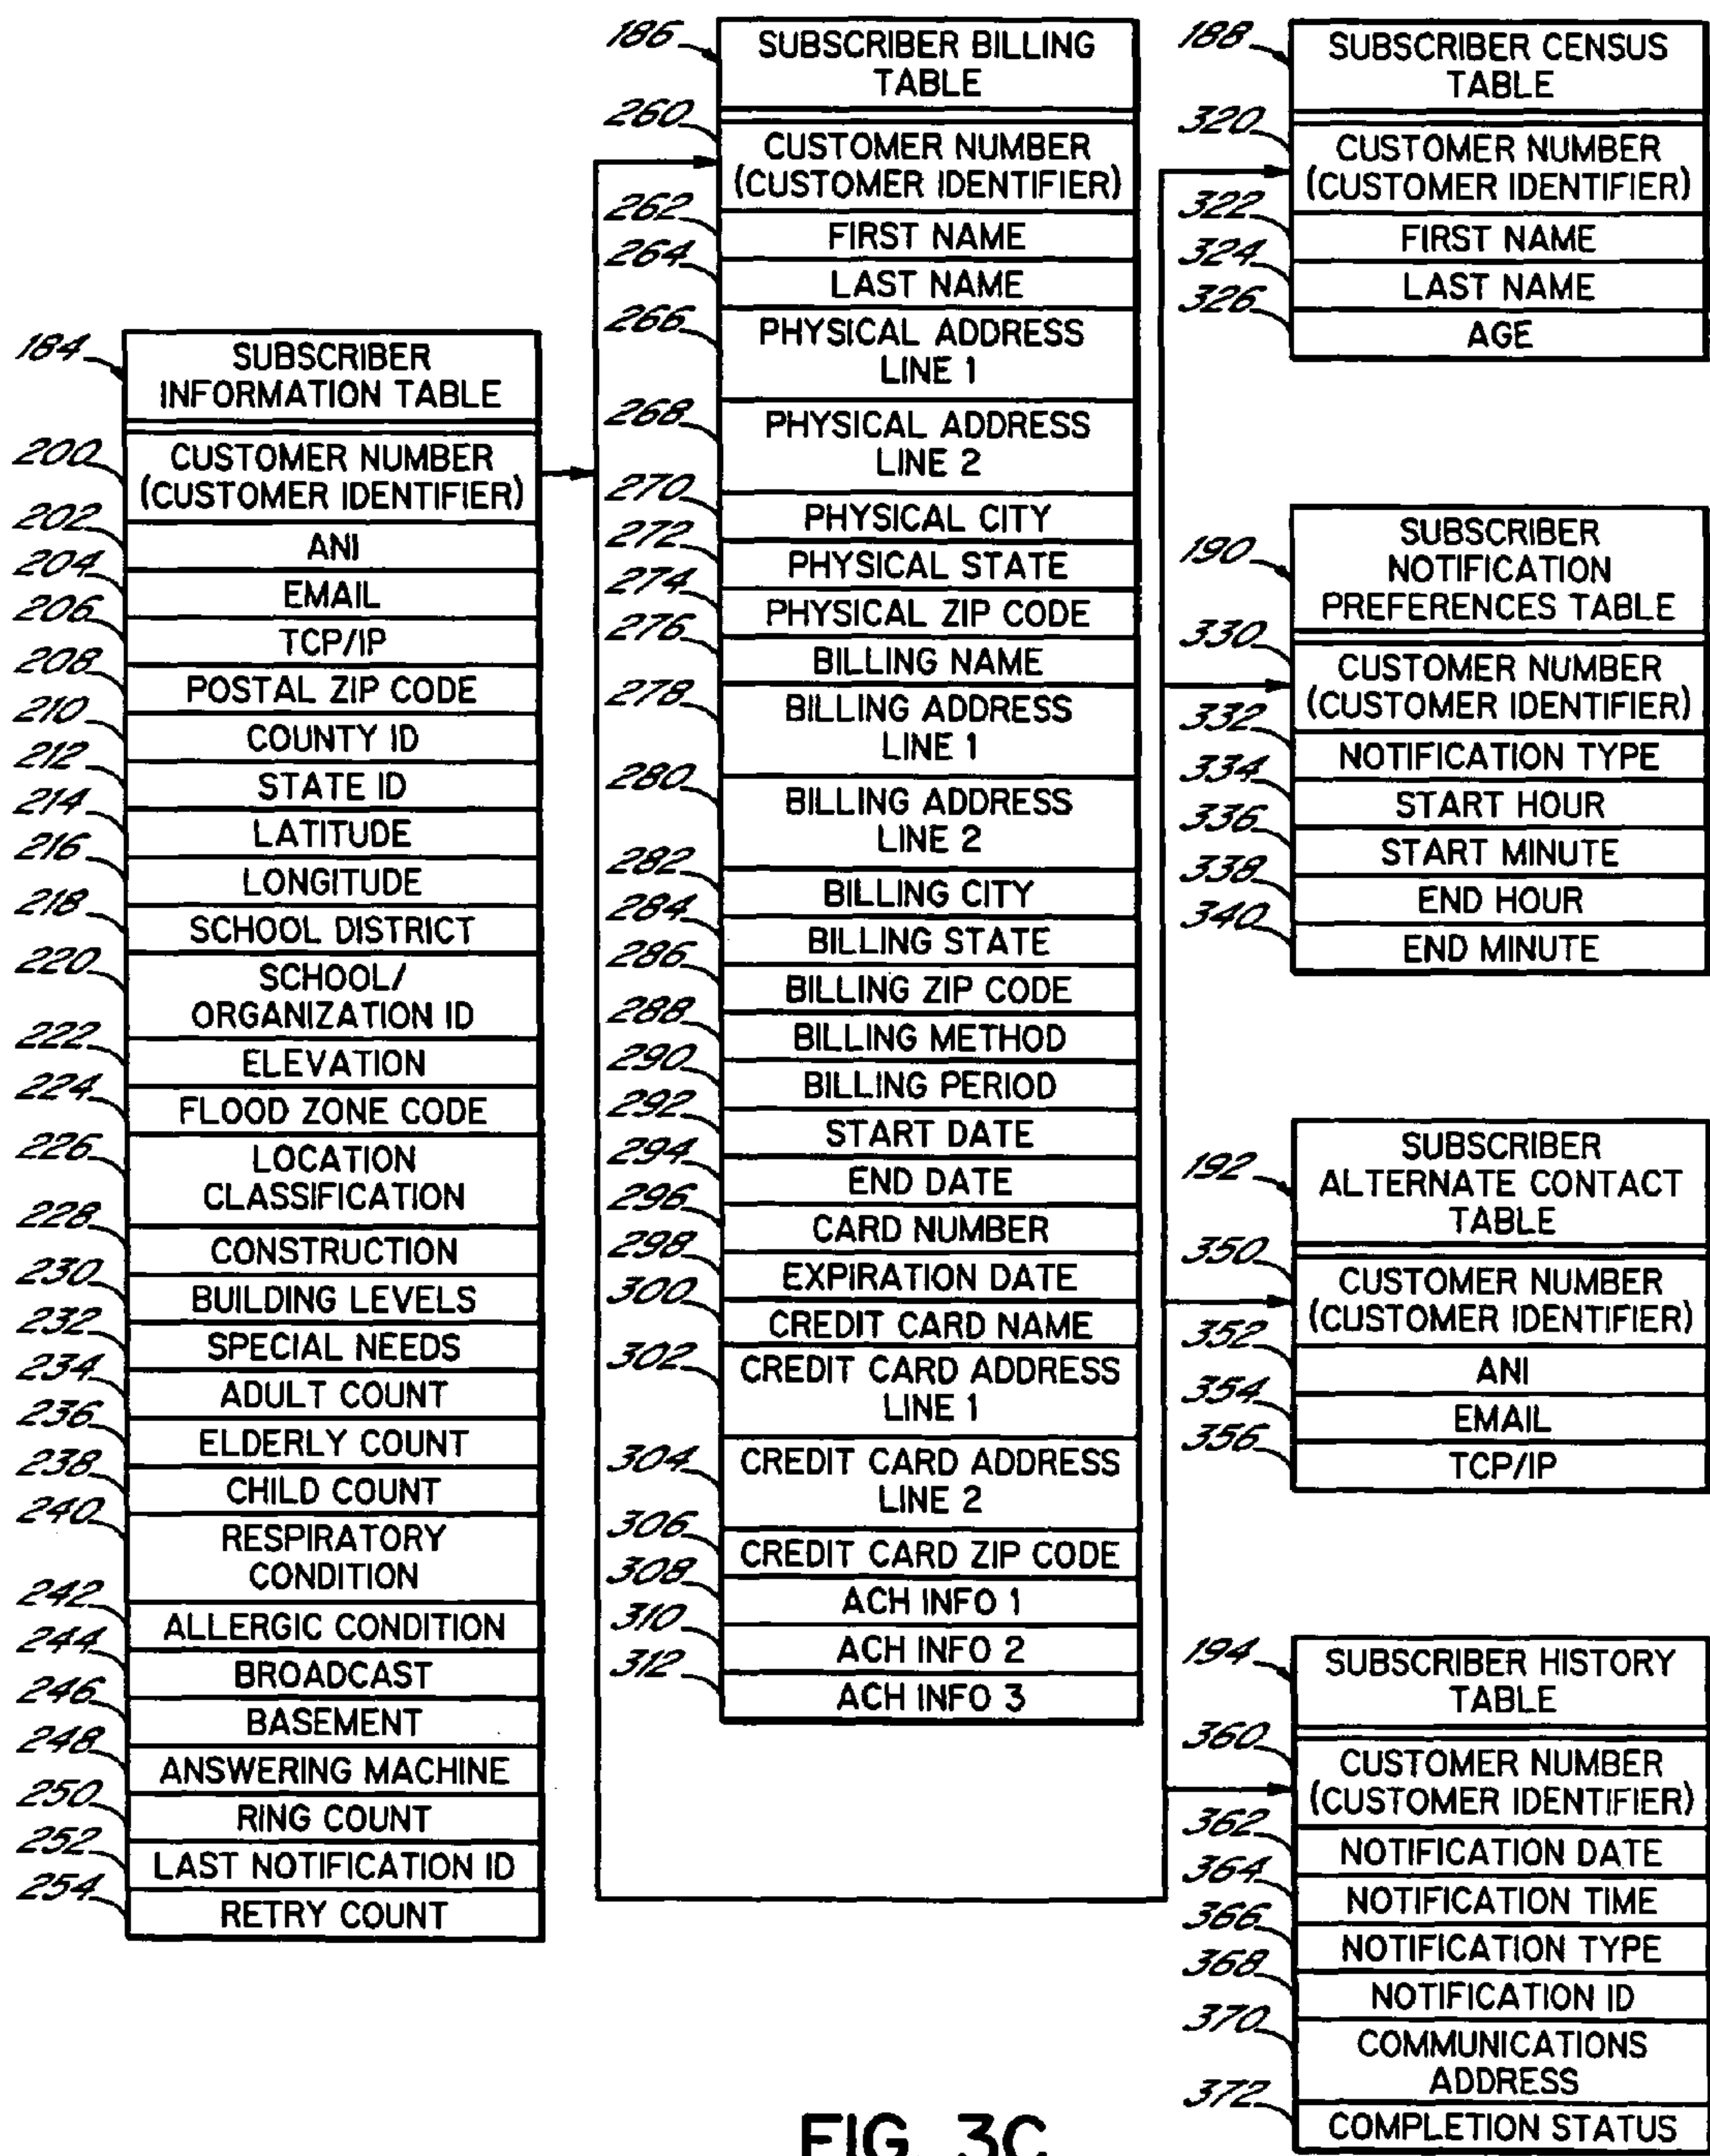 184
SUBSCRIBER
INFORMATION TABLE
200
CUSTOMER NUMBER
(CUSTOMER IDENTIFIER)
202
ANI
204
EMAIL
206
TCP/IP
208
POSTAL ZIP CODE
210
COUNTY ID
212
STATE ID
214
LATITUDE
216
LONGITUDE
218
SCHOOL DISTRICT
220
SCHOOL/
ORGANIZATION ID
222
ELEVATION
224
FLOOD ZONE CODE
226
LOCATION
CLASSIFICATION
228
CONSTRUCTION
230
BUILDING LEVELS
232
SPECIAL NEEDS
234
ADULT COUNT
236
ELDERLY COUNT
238
CHILD COUNT
240
RESPIRATORY
CONDITION
242
ALLERGIC CONDITION
244
BROADCAST
246
BASEMENT
248
ANSWERING MACHINE
250
RING COUNT
252
LAST NOTIFICATION ID
254
RETRY COUNT
186
SUBSCRIBER BILLING
TABLE
260
CUSTOMER NUMBER
(CUSTOMER IDENTIFIER)
262
FIRST NAME
264
LAST NAME
266
PHYSICAL ADDRESS
LINE 1
268
PHYSICAL ADDRESS
LINE 2
270
PHYSICAL CITY
272
PHYSICAL STATE
274
PHYSICAL ZIP CODE
276
BILLING NAME
278
BILLING ADDRESS
LINE 1
280
BILLING ADDRESS
LINE 2
282
BILLING CITY
284
BILLING STATE
286
BILLING ZIP CODE
288
BILLING METHOD
290
BILLING PERIOD
292
START DATE
294
END DATE
296
CARD NUMBER
298
EXPIRATION DATE
300
CREDIT CARD NAME
302
CREDIT CARD ADDRESS
LINE 1
304
CREDIT CARD ADDRESS
LINE 2
306
CREDIT CARD ZIP CODE
308
ACH INFO 1
310
ACH INFO 2
312
ACH INFO 3
188
SUBSCRIBER CENSUS
TABLE
320
CUSTOMER NUMBER
(CUSTOMER IDENTIFIER)
322
FIRST NAME
324
LAST NAME
326
AGE
190
SUBSCRIBER
NOTIFICATION
PREFERENCES TABLE
330
CUSTOMER NUMBER
(CUSTOMER IDENTIFIER)
332
NOTIFICATION TYPE
334
START HOUR
336
START MINUTE
338
END HOUR
340
END MINUTE
192
SUBSCRIBER
ALTERNATE CONTACT
TABLE
350
CUSTOMER NUMBER
(CUSTOMER IDENTIFIER)
352
ANI
354
EMAIL
356
TCP/IP
194
SUBSCRIBER HISTORY
TABLE
360
CUSTOMER NUMBER
(CUSTOMER IDENTIFIER)
362
NOTIFICATION DATE
364
NOTIFICATION TIME
366
NOTIFICATION TYPE
368
NOTIFICATION ID
370
COMMUNICATIONS
ADDRESS
372
COMPLETION STATUS
FIG. 3C